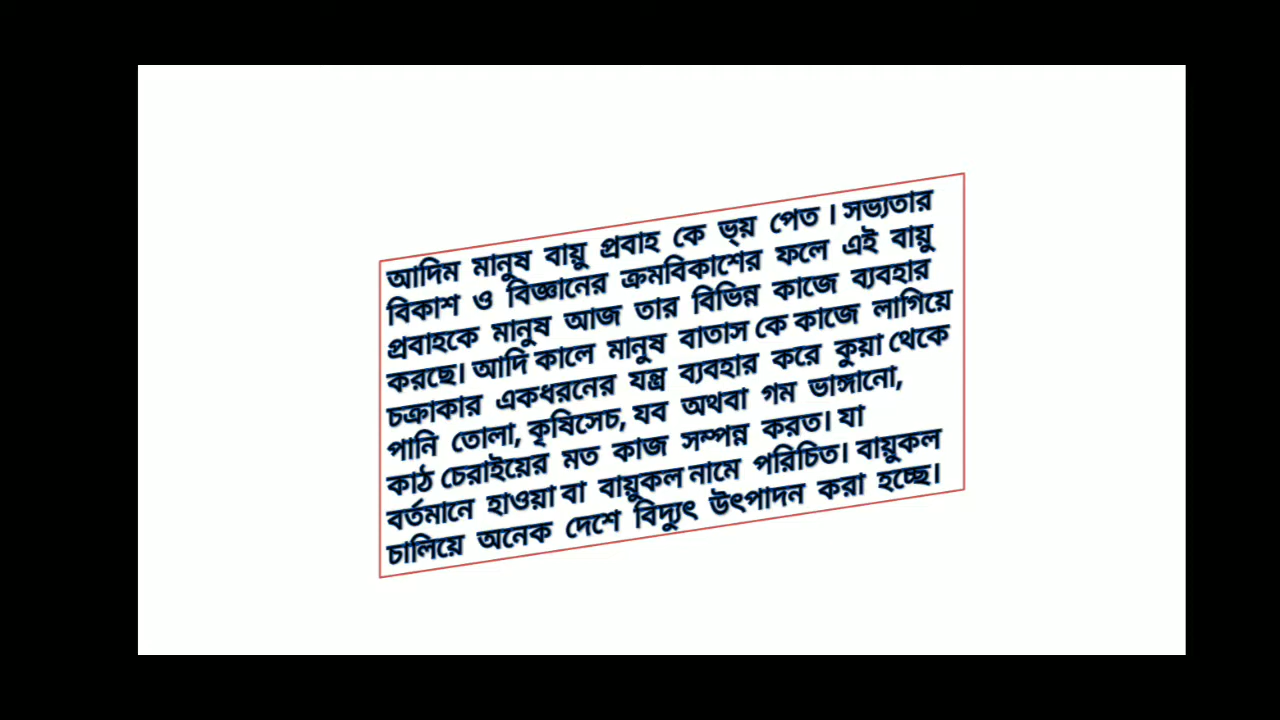 আদিম মানুষ বায়ু প্রবাহ কে ভ্য় পেত । সভ্যতার
বিকাশ ও বিজ্ঞানের ক্রমবিকাশের ফলে এই বায়ু
প্রবাহকে মানুষ আজ তার বিভিন্ন কাজে ব্যবহার
করছে। আদি কালে মানুষ বাতাস কে কাজে লাগিয়ে
চক্রাকার একধরনের যন্ত্র ব্যবহার করে কুয়া থেকে
পানি তোলা, কৃষিসেচ, যব অথবা গম ভাঙ্গানো,
কাঠ চেরাইয়ের মত কাজ সম্পন্ন করত। যা
বর্তমানে হাওয়া বা বায়ুকল নামে পরিচিত। বায়ুকল
চালিয়ে অনেক দেশে বিদ্যুৎ উৎপাদন করা হচ্ছে।